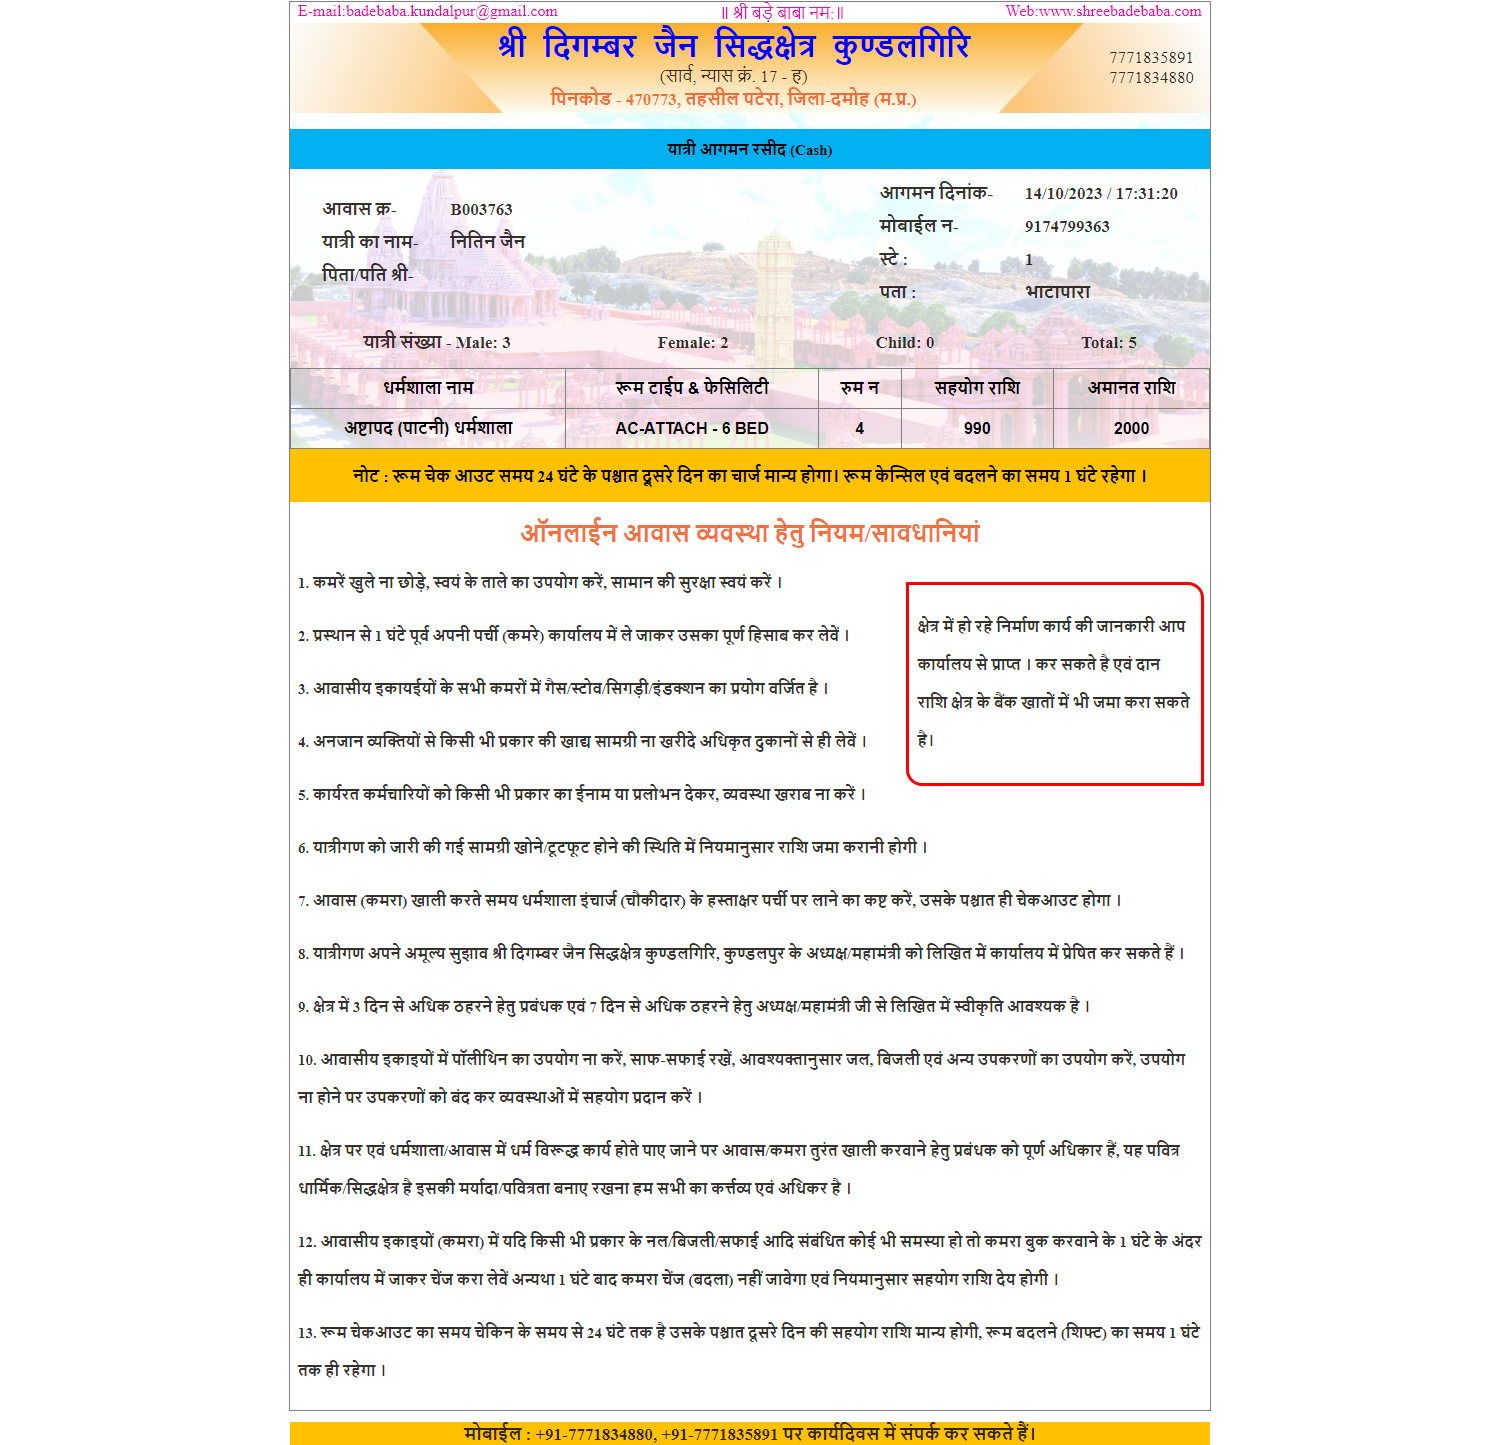 E-mail:badebaba.kundalpur@gmail.com
॥ श्री बड़े बाबा नम:॥
Web:www.shreebadebaba.com
श्री दिगम्बर जैन सिद्धक्षेत्र कुण्डलगिरि
(सार्व, न्यास क्रं. 17 - ह)
पिनकोड - 470773, तहसील पटेरा, जिला-दमोह (म.प्र.)
7771835891
7771834880
यात्री आगमन रसीद (Cash)
आवास क्र- B003763
यात्री का नाम- नितिन जैन
पिता/पति श्री-
आगमन दिनांक- 14/10/2023 / 17:31:20
मोबाईल न- 9174799363
स्टे : 1
पता : भाटापारा
यात्री संख्या - Male: 3 Female: 2 Child: 0 Total: 5
धर्मशाला नाम रूम टाईप & फेसिलिटी रुम न सहयोग राशि अमानत राशि
अष्टापद (पाटनी) धर्मशाला AC-ATTACH - 6 BED 4 990 2000
नोट : रूम चेक आउट समय 24 घंटे के पश्चात दूसरे दिन का चार्ज मान्य होगा। रूम केन्सिल एवं बदलने का समय 1 घंटे रहेगा ।
ऑनलाईन आवास व्यवस्था हेतु नियम/सावधानियां
1. कमरें खुले ना छोड़े, स्वयं के ताले का उपयोग करें, सामान की सुरक्षा स्वयं करें ।
2. प्रस्थान से 1 घंटे पूर्व अपनी पर्ची (कमरे) कार्यालय में ले जाकर उसका पूर्ण हिसाब कर लेवें ।
3. आवासीय इकायईयों के सभी कमरों में गैस/स्टोव/सिगड़ी/इंडक्शन का प्रयोग वर्जित है ।
4. अनजान व्यक्तियों से किसी भी प्रकार की खाद्य सामग्री ना खरीदे अधिकृत दुकानों से ही लेवें ।
5. कार्यरत कर्मचारियों को किसी भी प्रकार का ईनाम या प्रलोभन देकर, व्यवस्था खराब ना करें ।
क्षेत्र में हो रहे निर्माण कार्य की जानकारी आप
कार्यालय से प्राप्त । कर सकते है एवं दान
राशि क्षेत्र के बैंक खातों में भी जमा करा सकते
है।
6. यात्रीगण को जारी की गई सामग्री खोने/टूटफूट होने की स्थिति में नियमानुसार राशि जमा करानी होगी ।
7. आवास (कमरा) खाली करते समय धर्मशाला इंचार्ज (चौकीदार) के हस्ताक्षर पर्ची पर लाने का कष्ट करें, उसके पश्चात ही चेकआउट होगा ।
8. यात्रीगण अपने अमूल्य सुझाव श्री दिगम्बर जैन सिद्धक्षेत्र कुण्डलगिरि, कुण्डलपुर के अध्यक्ष/महामंत्री को लिखित में कार्यालय में प्रेषित कर सकते हैं ।
9. क्षेत्र में 3 दिन से अधिक ठहरने हेतु प्रबंधक एवं 7 दिन से अधिक ठहरने हेतु अध्यक्ष/महामंत्री जी से लिखित में स्वीकृति आवश्यक है ।
10. आवासीय इकाइयों में पॉलीथिन का उपयोग ना करें, साफ-सफाई रखें, आवश्यक्तानुसार जल, बिजली एवं अन्य उपकरणों का उपयोग करें, उपयोग
ना होने पर उपकरणों को बंद कर व्यवस्थाओं में सहयोग प्रदान करें ।
11. क्षेत्र पर एवं धर्मशाला/आवास में धर्म विरूद्ध कार्य होते पाए जाने पर आवास/कमरा तुरंत खाली करवाने हेतु प्रबंधक को पूर्ण अधिकार हैं, यह पवित्र
धार्मिक/सिद्धक्षेत्र है इसकी मर्यादा/पवित्रता बनाए रखना हम सभी का कर्त्तव्य एवं अधिकर है ।
12. आवासीय इकाइयों (कमरा) में यदि किसी भी प्रकार के नल/बिजली/सफाई आदि संबंधित कोई भी समस्या हो तो कमरा बुक करवाने के 1 घंटे के अंदर
ही कार्यालय में जाकर चेंज करा लेवें अन्यथा 1 घंटे बाद कमरा चेंज (बदला) नहीं जावेगा एवं नियमानुसार सहयोग राशि देय होगी ।
13. रूम चेकआउट का समय चेकिन के समय से 24 घंटे तक है उसके पश्चात दूसरे दिन की सहयोग राशि मान्य होगी, रूम बदलने (शिफ्ट) का समय 1 घंटे
तक ही रहेगा ।
मोबाईल : +91-7771834880, +91-7771835891 पर कार्यदिवस में संपर्क कर सकते हैं।